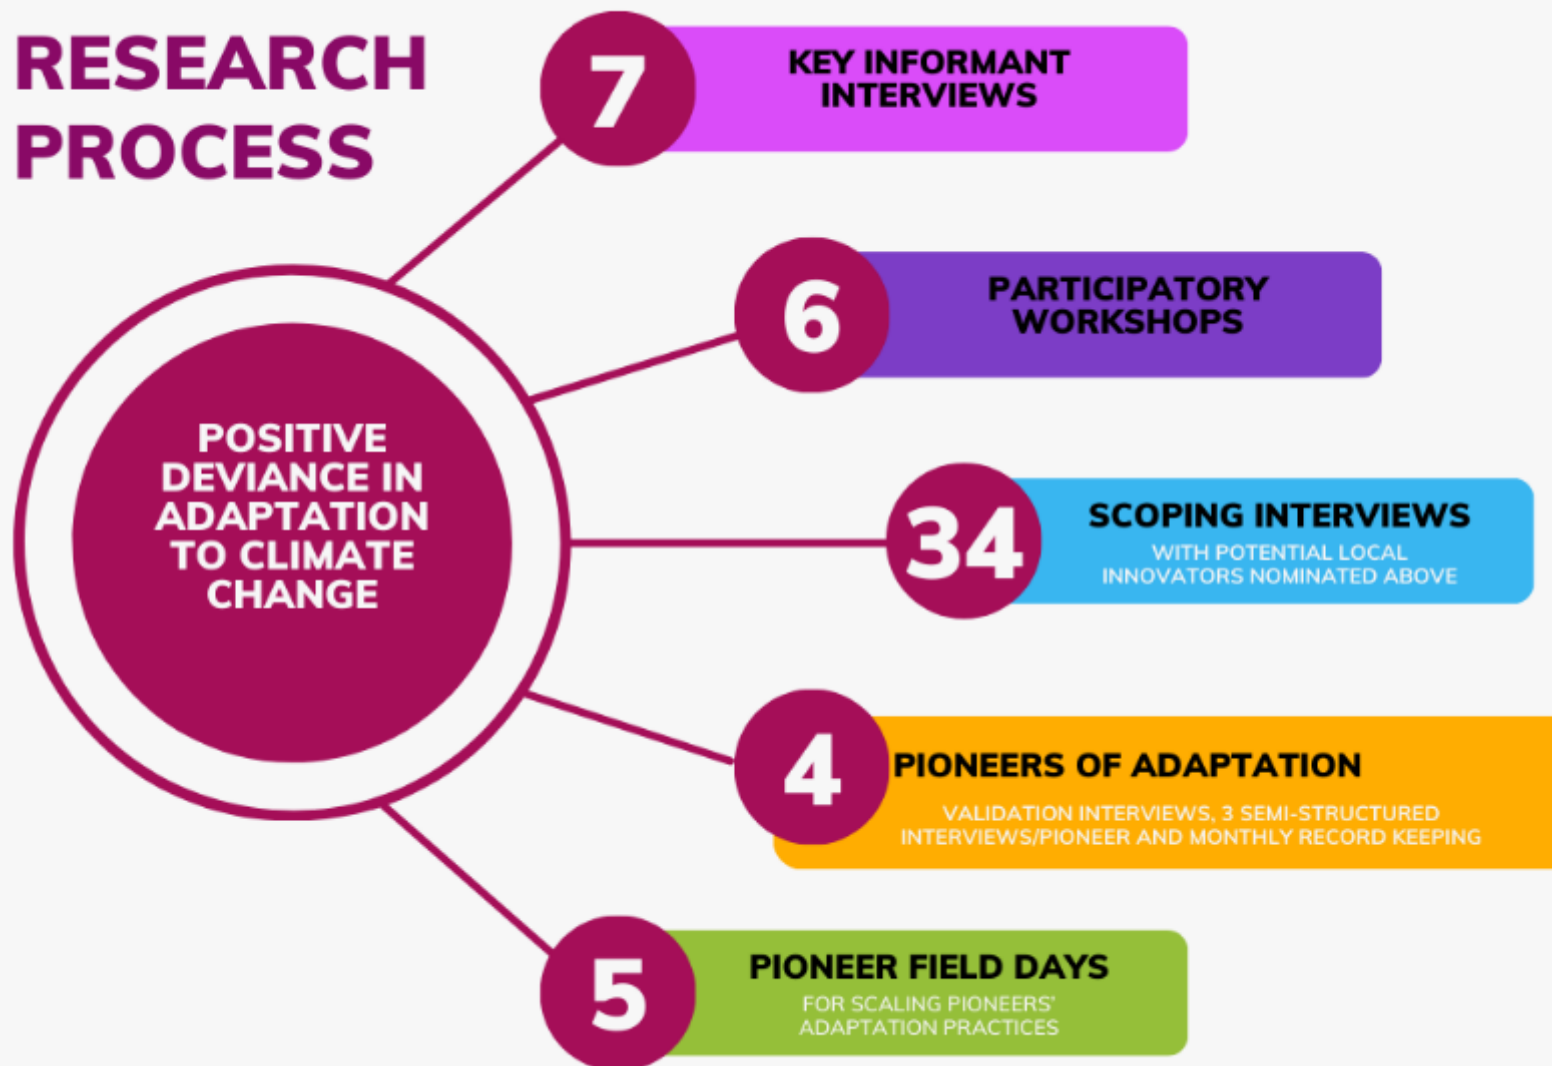 RESEARCH
PROCESS
7
KEY INFORMANT
INTERVIEWS
6
PARTICIPATORY
WORKSHOPS
POSITIVE
DEVIANCE IN
ADAPTATION
TO CLIMATE
CHANGE
34
SCOPING INTERVIEWS
WITH POTENTIAL LOCAL
INNOVATORS NOMINATED ABOVE
4
PIONEERS OF ADAPTATION
VALIDATION INTERVIEWS, 3 SEMI-STRUCTURED
INTERVIEWS/PIONEER AND MONTHLY RECORD KEEPING
5
PIONEER FIELD DAYS
FOR SCALING PIONEERS'
ADAPTATION PRACTICES